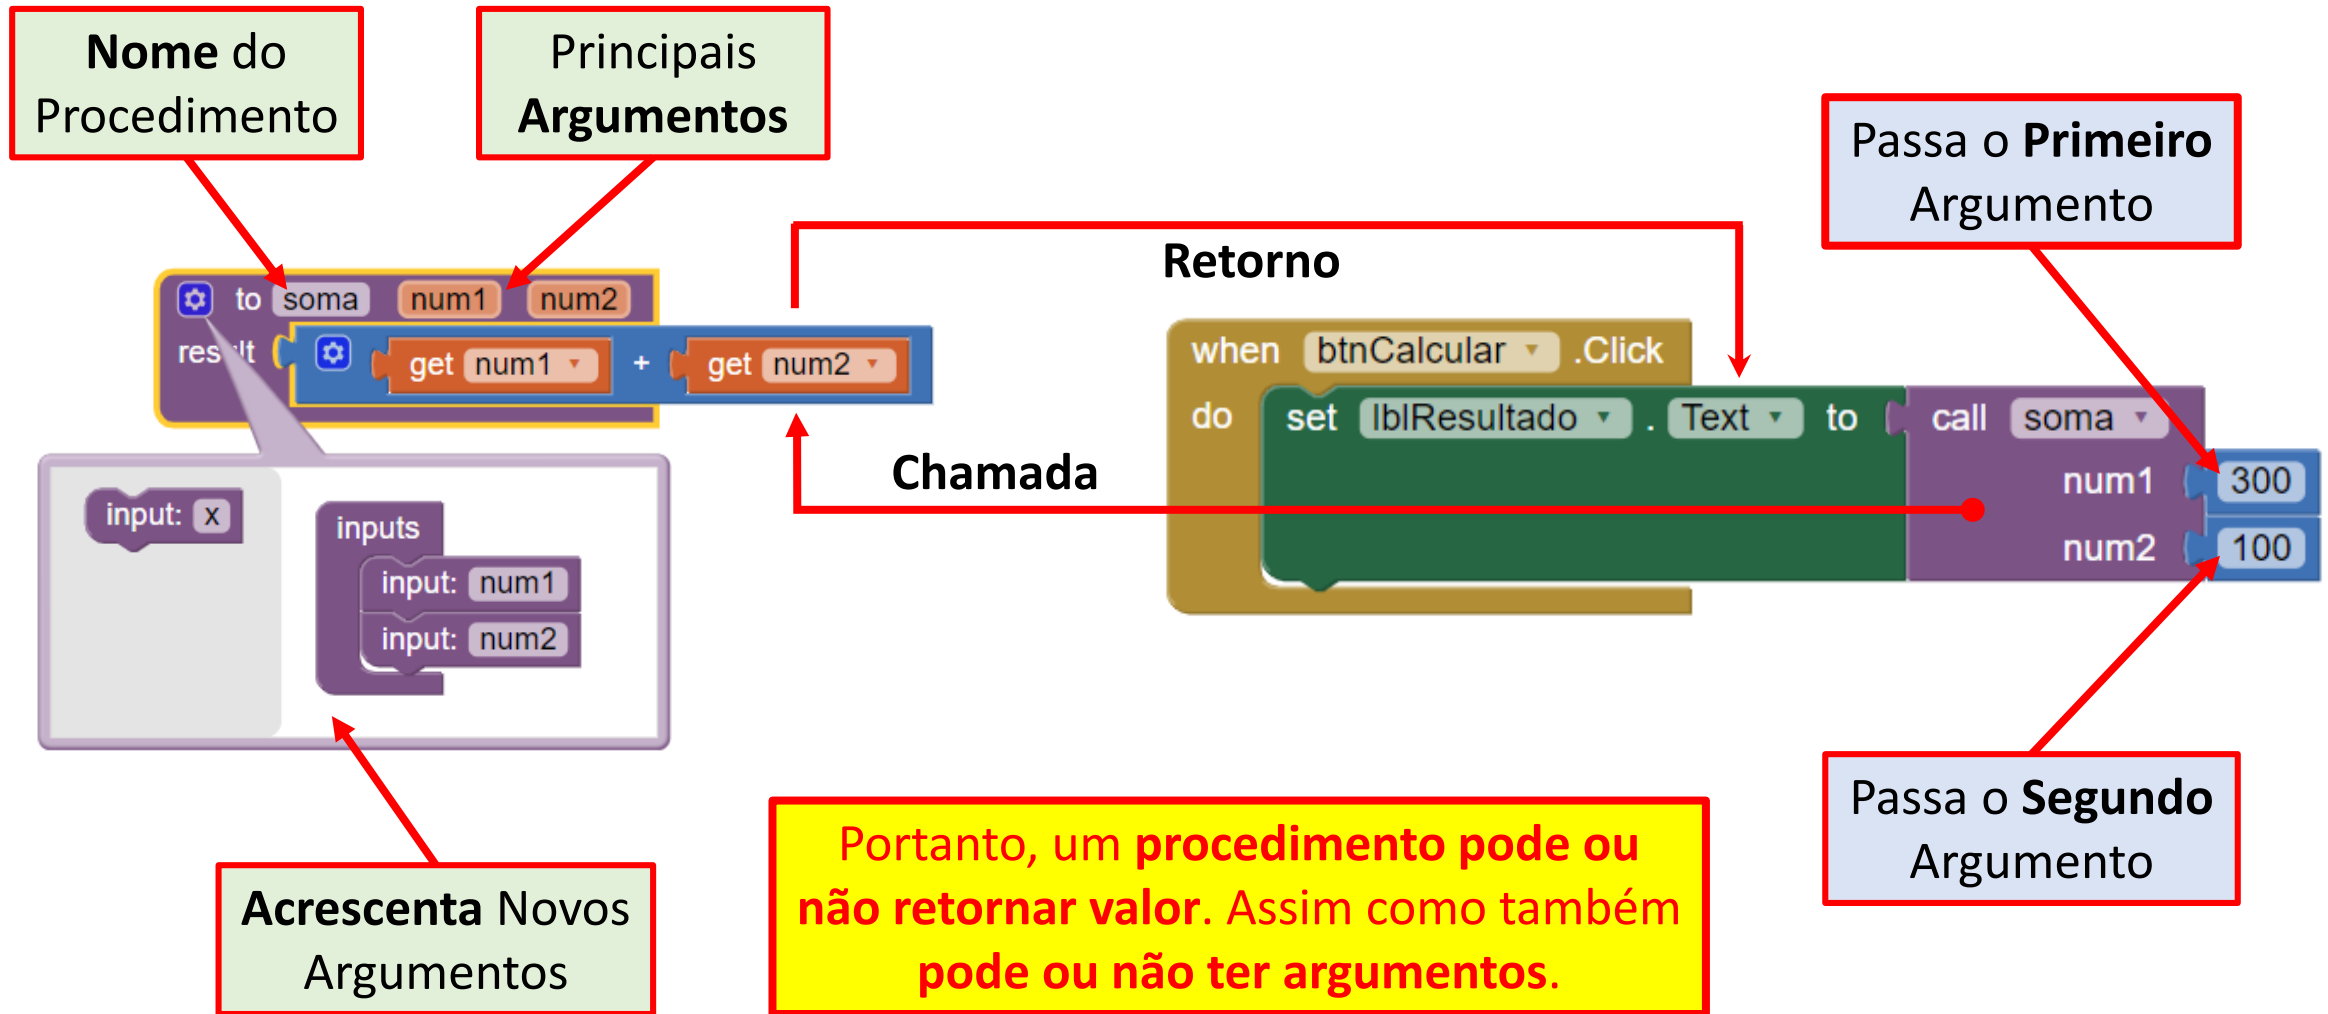 Nome do
Procedimento
Principais
Argumentos
Passa o Primeiro
Argumento
Retorno
to soma num1 num2
result get num1 + get num2
when btnCalcular .Click
do set lblResultado . Text to call soma
num1 300
num2 100
Chamada
input: x
inputs
input: num1
input: num2
Acrescenta Novos
Argumentos
Portanto, um procedimento pode ou
não retornar valor. Assim como também
pode ou não ter argumentos.
Passa o Segundo
Argumento